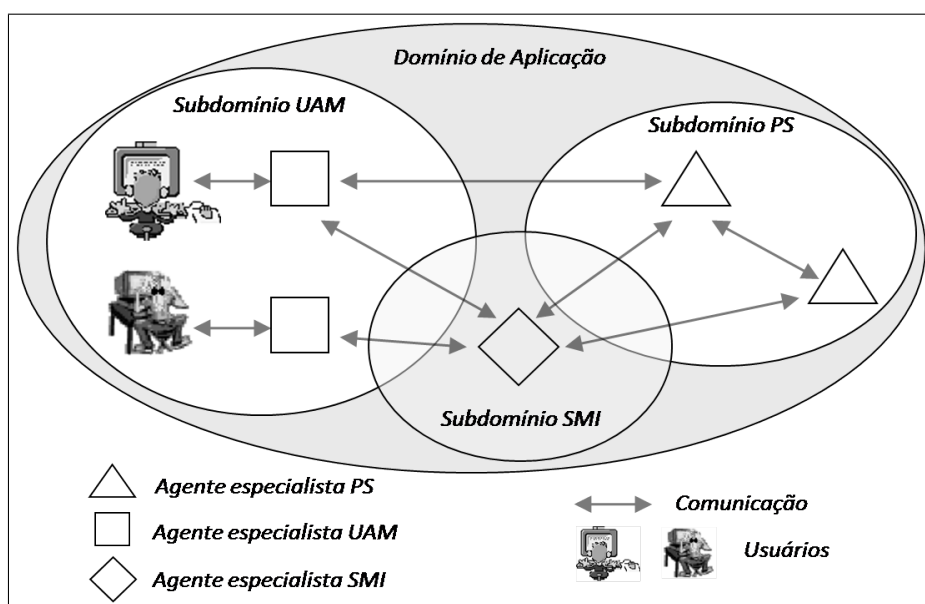 Domínio de Aplicação
Subdomínio UAM
Subdomínio PS
Subdomínio SMI
Agente especialista PS
Agente especialista UAM
Agente especialista SMI
Comunicação
Usuários